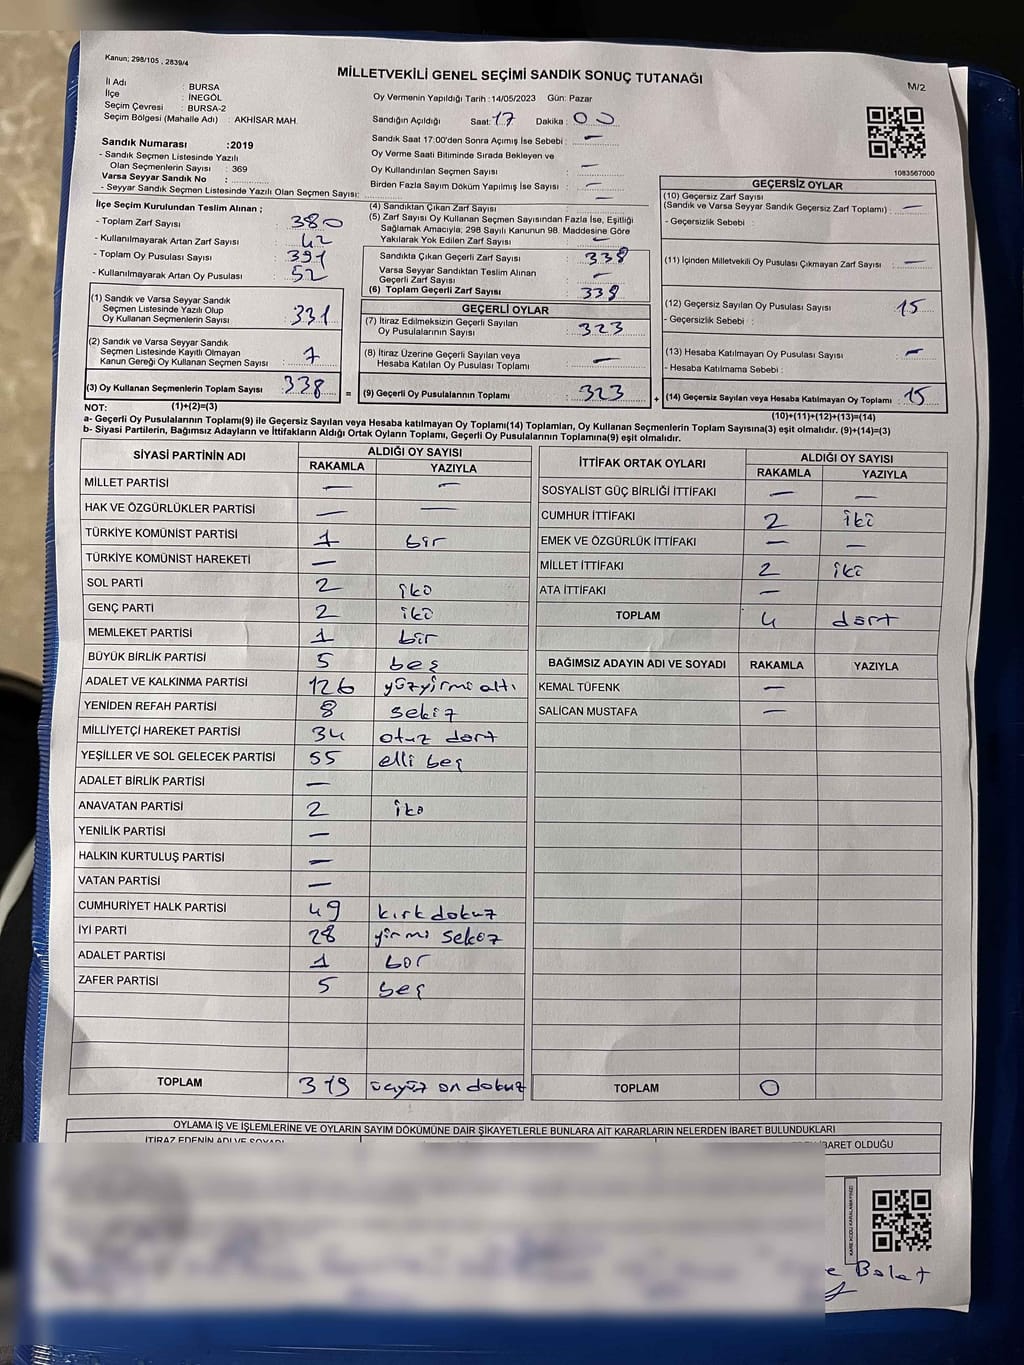 Kanun; 298/105 , 2839/4
MİLLETVEKİLİ GENEL SEÇİMİ SANDIK SONUÇ TUTANAĞI
M/2
İl Adı : BURSA
İlçe : İNEGÖL
Seçim Çevresi : BURSA-2
Seçim Bölgesi (Mahalle Adı) : AKHİSAR MAH.
Oy Vermenin Yapıldığı Tarih : 14/05/2023 Gün: Pazar
Sandığın Açıldığı Saat: 17 Dakika : 00
Sandık Saat 17:00'den Sonra Açımış İse Sebebi : —
Oy Verme Saati Bitiminde Sırada Bekleyen ve
Oy Kullandırılan Seçmen Sayısı : —
Birden Fazla Sayım Döküm Yapılmış İse Sayısı : —
1083567000
Sandık Numarası :2019
- Sandık Seçmen Listesinde Yazılı
Olan Seçmenlerin Sayısı : 369
Varsa Seyyar Sandık No :
- Seyyar Sandık Seçmen Listesinde Yazılı Olan Seçmen Sayısı:
İlçe Seçim Kurulundan Teslim Alınan ;
- Toplam Zarf Sayısı 380
- Kullanılmayarak Artan Zarf Sayısı 42
- Toplam Oy Pusulası Sayısı 391
- Kullanılmayarak Artan Oy Pusulası 52
(1) Sandık ve Varsa Seyyar Sandık
Seçmen Listesinde Yazılı Olup
Oy Kullanan Seçmenlerin Sayısı 331
(2) Sandık ve Varsa Seyyar Sandık
Seçmen Listesinde Kayıtlı Olmayan
Kanun Gereği Oy Kullanan Seçmen Sayısı 7
(3) Oy Kullanan Seçmenlerin Toplam Sayısı 338 =
(1)+(2)=(3)
(4) Sandıktan Çıkan Zarf Sayısı —
(5) Zarf Sayısı Oy Kullanan Seçmen Sayısından Fazla İse, Eşitliği
Sağlamak Amacıyla; 298 Sayılı Kanunun 98. Maddesine Göre
Yakılarak Yok Edilen Zarf Sayısı —
Sandıkta Çıkan Geçerli Zarf Sayısı 338
Varsa Seyyar Sandıktan Teslim Alınan
Geçerli Zarf Sayısı —
(6) Toplam Geçerli Zarf Sayısı 338
GEÇERLİ OYLAR
(7) İtiraz Edilmeksizin Geçerli Sayılan
Oy Pusulalarının Sayısı 323
(8) İtiraz Üzerine Geçerli Sayılan veya
Hesaba Katılan Oy Pusulası Toplamı —
(9) Geçerli Oy Pusulalarının Toplamı 323 +
GEÇERSİZ OYLAR
(10) Geçersiz Zarf Sayısı
(Sandık ve Varsa Seyyar Sandık Geçersiz Zarf Toplamı) : —
- Geçersizlik Sebebi :
(11) İçinden Milletvekili Oy Pusulası Çıkmayan Zarf Sayısı : —
(12) Geçersiz Sayılan Oy Pusulası Sayısı : 15
- Geçersizlik Sebebi :
(13) Hesaba Katılmayan Oy Pusulası Sayısı : —
- Hesaba Katılmama Sebebi :
(14) Geçersiz Sayılan veya Hesaba Katılmayan Oy Toplamı : 15
(10)+(11)+(12)+(13)=(14)
NOT:
a- Geçerli Oy Pusulalarının Toplamı(9) ile Geçersiz Sayılan veya Hesaba katılmayan Oy Toplamı(14) Toplamları, Oy Kullanan Seçmenlerin Toplam Sayısına(3) eşit olmalıdır. (9)+(14)=(3)
b- Siyasi Partilerin, Bağımsız Adayların ve İttifakların Aldığı Ortak Oyların Toplamı, Geçerli Oy Pusulalarının Toplamına(9) eşit olmalıdır.
SİYASİ PARTİNİN ADI ALDIĞI OY SAYISI
RAKAMLA YAZIYLA
MİLLET PARTİSİ — —
HAK VE ÖZGÜRLÜKLER PARTİSİ — —
TÜRKİYE KOMÜNİST PARTİSİ 1 bir
TÜRKİYE KOMÜNİST HAREKETİ —
SOL PARTİ 2 iki
GENÇ PARTİ 2 iki
MEMLEKET PARTİSİ 1 bir
BÜYÜK BİRLİK PARTİSİ 5 beş
ADALET VE KALKINMA PARTİSİ 126 yüzyirmi altı
YENİDEN REFAH PARTİSİ 8 sekiz
MİLLİYETÇİ HAREKET PARTİSİ 34 otuz dört
YEŞİLLER VE SOL GELECEK PARTİSİ 55 elli beş
ADALET BİRLİK PARTİSİ —
ANAVATAN PARTİSİ 2 iki
YENİLİK PARTİSİ —
HALKIN KURTULUŞ PARTİSİ —
VATAN PARTİSİ —
CUMHURİYET HALK PARTİSİ 49 kırk dokuz
İYİ PARTİ 28 yirmi sekiz
ADALET PARTİSİ 1 bir
ZAFER PARTİSİ 5 beş
TOPLAM 319 üçyüz on dokuz
İTTİFAK ORTAK OYLARI ALDIĞI OY SAYISI
RAKAMLA YAZIYLA
SOSYALİST GÜÇ BİRLİĞİ İTTİFAKI — —
CUMHUR İTTİFAKI 2 iki
EMEK VE ÖZGÜRLÜK İTTİFAKI — —
MİLLET İTTİFAKI 2 iki
ATA İTTİFAKI —
TOPLAM 4 dört
BAĞIMSIZ ADAYIN ADI VE SOYADI RAKAMLA YAZIYLA
KEMAL TÜFENK —
SALİCAN MUSTAFA —
TOPLAM 0
OYLAMA İŞ VE İŞLEMLERİNE VE OYLARIN SAYIM DÖKÜMÜNE DAİR ŞİKAYETLERLE BUNLARA AİT KARARLARIN NELERDEN İBARET BULUNDUKLARI
İTİRAZ EDENİN ADI VE SOYADI
İBARET OLDUĞU
KARE KODU KARALAMAYINIZ!
Bolat